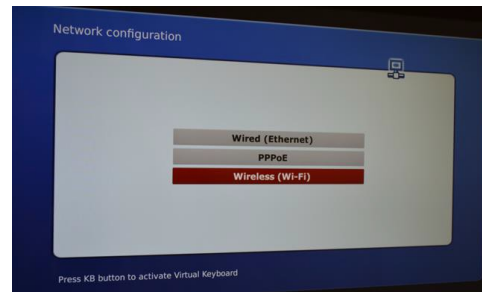 Network configuration
Wired (Ethernet)
PPPoE
Wireless (Wi-Fi)
Press KB button to activate Virtual Keyboard